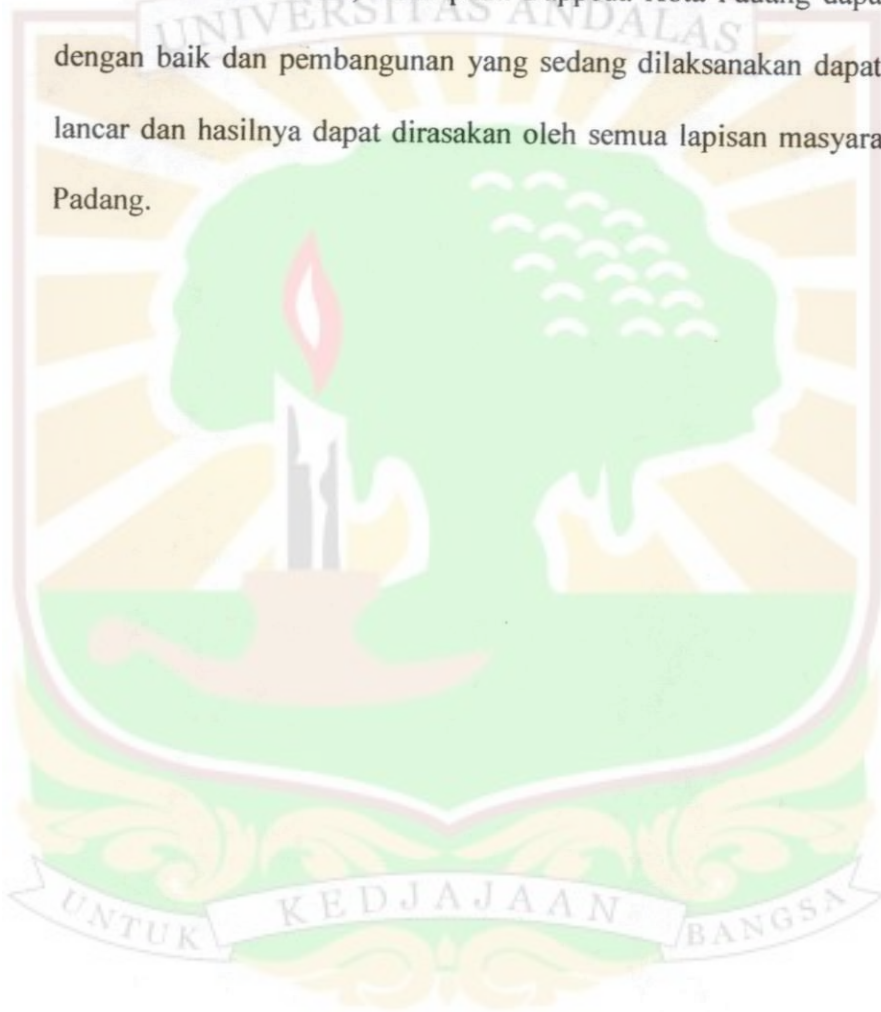 UNIVERSITAS ANDALAS
dengan baik dan pembangunan yang sedang dilaksanakan dapat
lancar dan hasilnya dapat dirasakan oleh semua lapisan masyara
Padang.
UNTUK KEDJAJAAN BANGSA